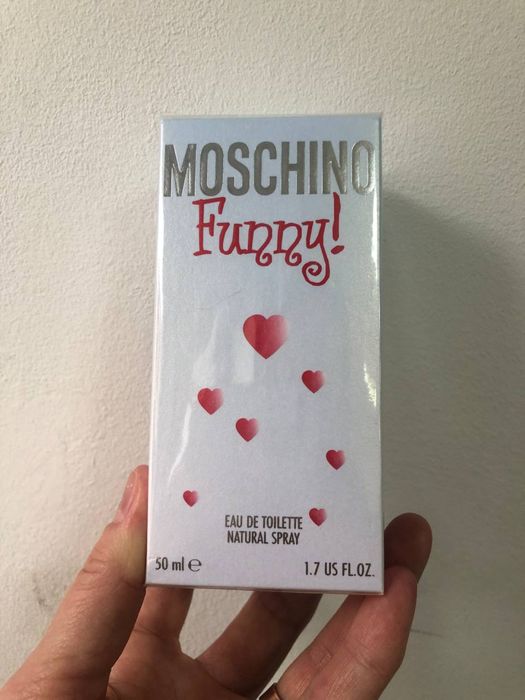 MOSCHINO
Funny!
EAU DE TOILETTE
NATURAL SPRAY
50 ml ℮
1.7 US FL.OZ.